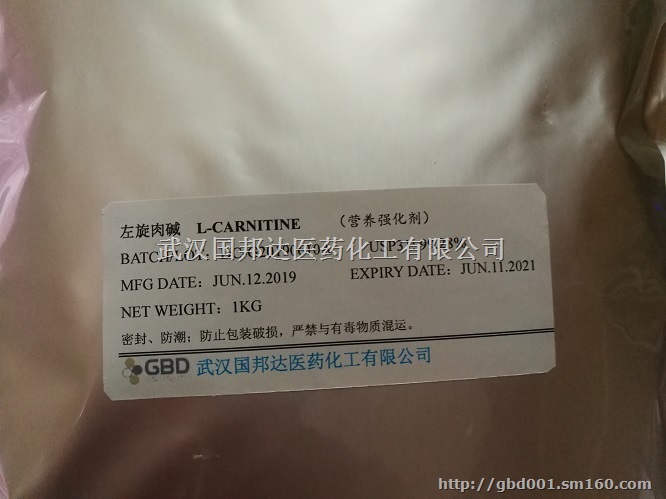 左旋肉碱 L-CARNITINE （营养强化剂）
BATCH/LOT:
武汉国邦达医药化工有限公司
MFG DATE: JUN.12.2019 EXPIRY DATE: JUN.11.2021
NET WEIGHT: 1KG
密封、防潮；防止包装破损，严禁与有毒物质混运。
GBD 武汉国邦达医药化工有限公司
http://gbd001.sm160.com/